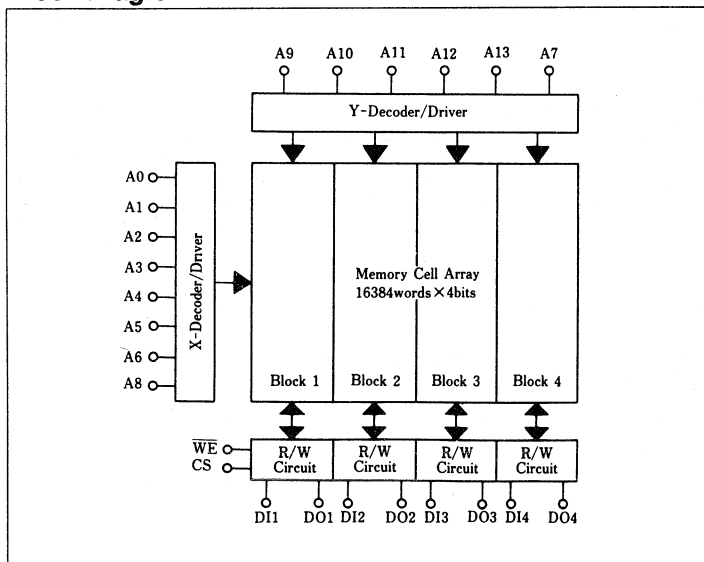 A9 A10 A11 A12 A13 A7
Y-Decoder/Driver
A0
A1
A2
A3
A4
A5
A6
A8
X-Decoder/Driver
Memory Cell Array
16384words×4bits
Block 1 Block 2 Block 3 Block 4
W̅E̅
CS
R/W Circuit
R/W Circuit
R/W Circuit
R/W Circuit
DI1 DO1 DI2 DO2 DI3 DO3 DI4 DO4